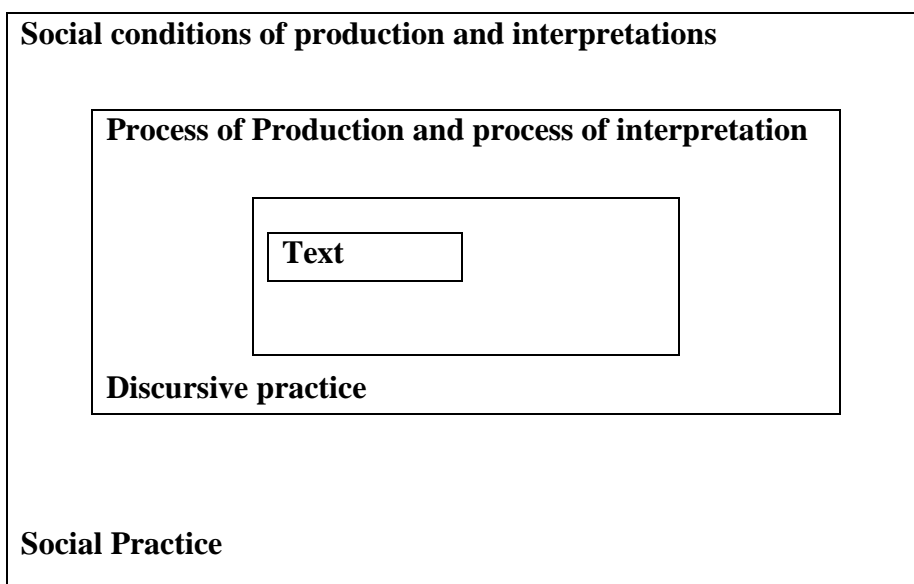 Social conditions of production and interpretations
Process of Production and process of interpretation
Text
Discursive practice
Social Practice